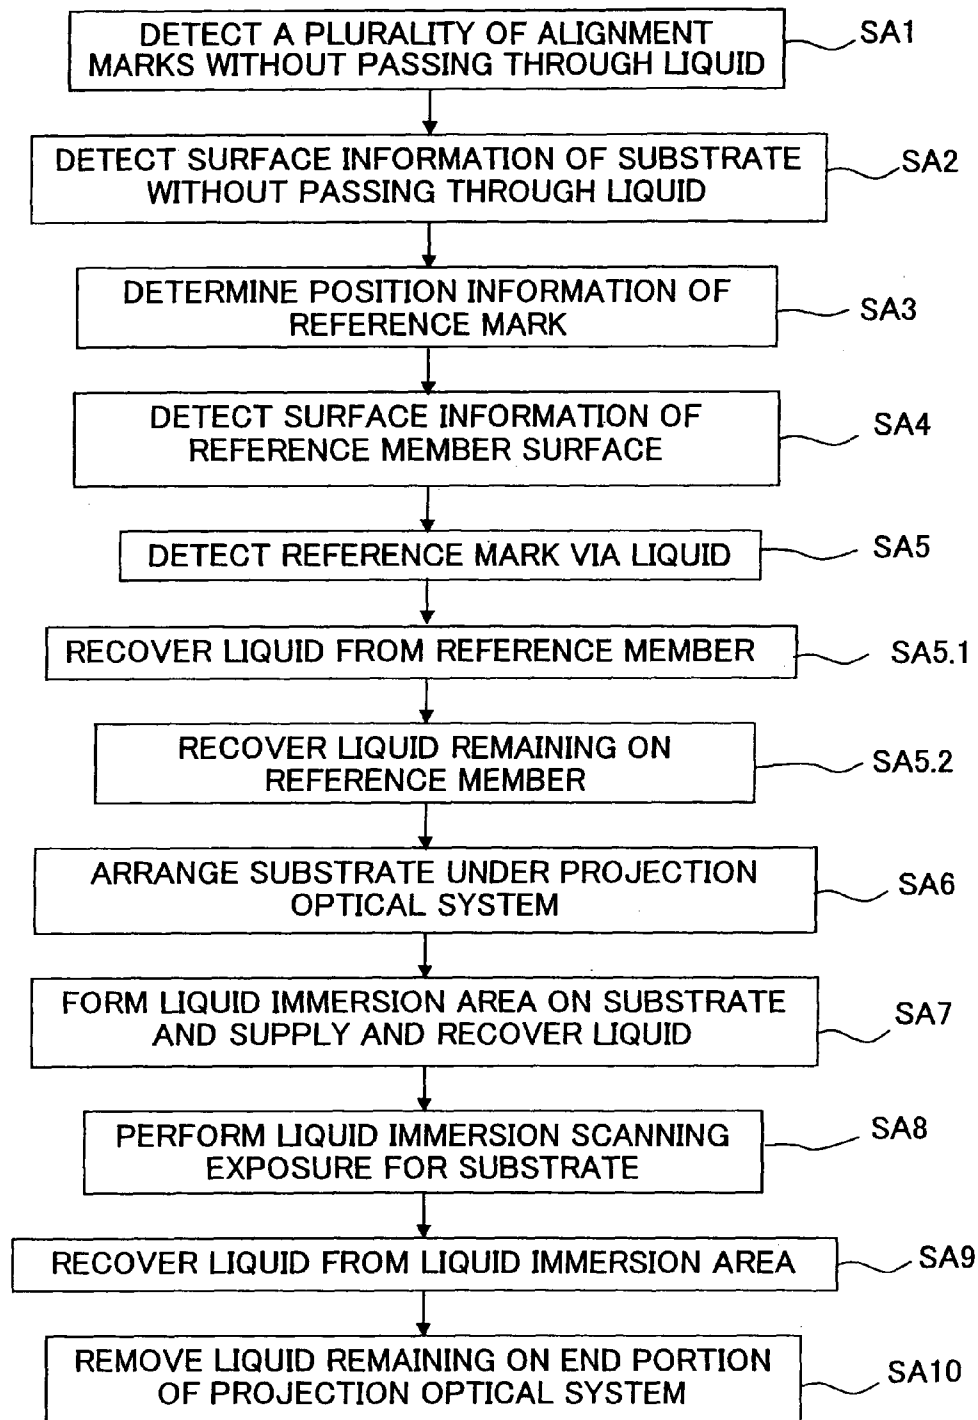 DETECT A PLURALITY OF ALIGNMENT
MARKS WITHOUT PASSING THROUGH LIQUID
SA1
DETECT SURFACE INFORMATION OF SUBSTRATE
WITHOUT PASSING THROUGH LIQUID
SA2
DETERMINE POSITION INFORMATION OF
REFERENCE MARK
SA3
DETECT SURFACE INFORMATION OF
REFERENCE MEMBER SURFACE
SA4
DETECT REFERENCE MARK VIA LIQUID
SA5
RECOVER LIQUID FROM REFERENCE MEMBER
SA5.1
RECOVER LIQUID REMAINING ON
REFERENCE MEMBER
SA5.2
ARRANGE SUBSTRATE UNDER PROJECTION
OPTICAL SYSTEM
SA6
FORM LIQUID IMMERSION AREA ON SUBSTRATE
AND SUPPLY AND RECOVER LIQUID
SA7
PERFORM LIQUID IMMERSION SCANNING
EXPOSURE FOR SUBSTRATE
SA8
RECOVER LIQUID FROM LIQUID IMMERSION AREA
SA9
REMOVE LIQUID REMAINING ON END PORTION
OF PROJECTION OPTICAL SYSTEM
SA10